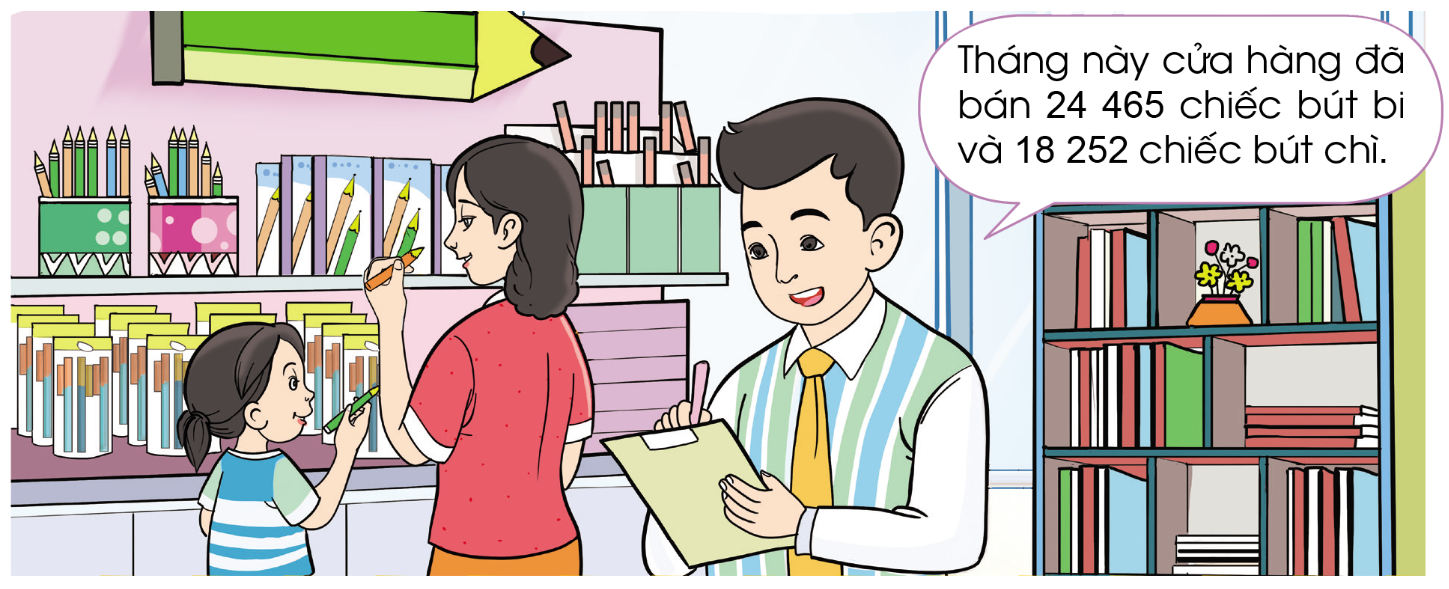 Tháng này cửa hàng đã
bán 24 465 chiếc bút bi
và 18 252 chiếc bút chì.